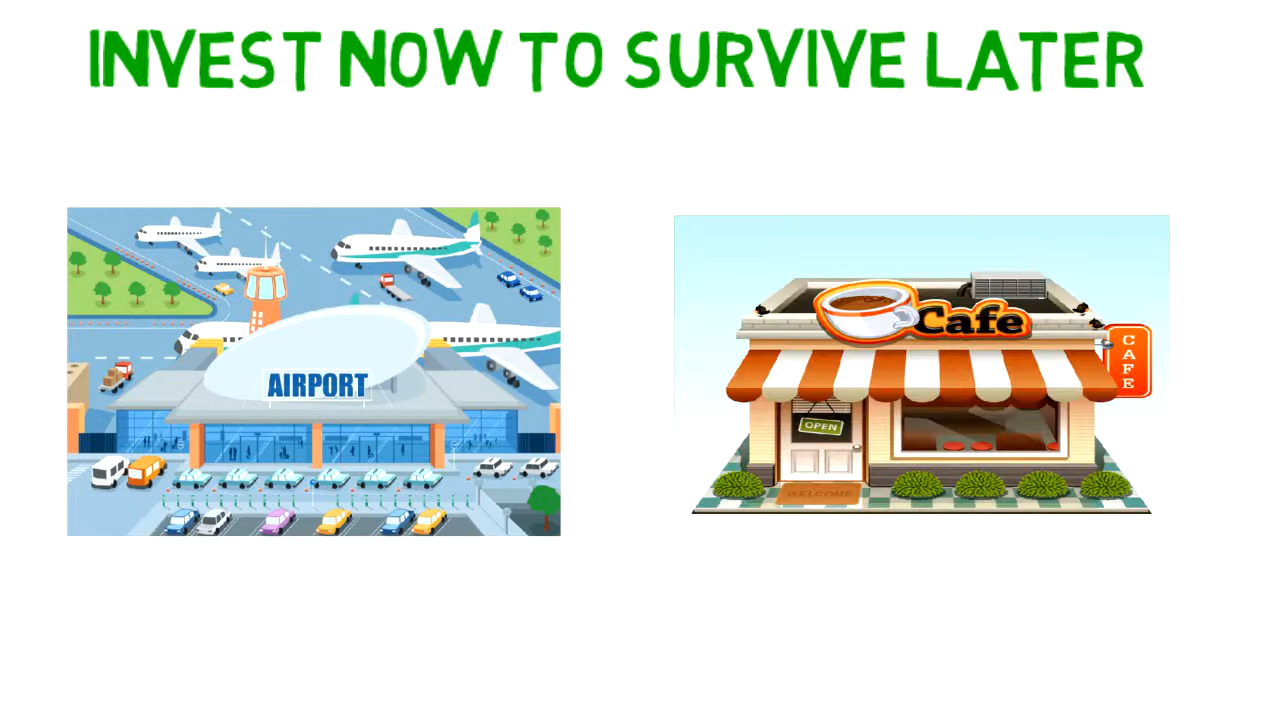 INVEST NOW TO SURVIVE LATER
AIRPORT
Cafe
CAFE
OPEN
WELCOME